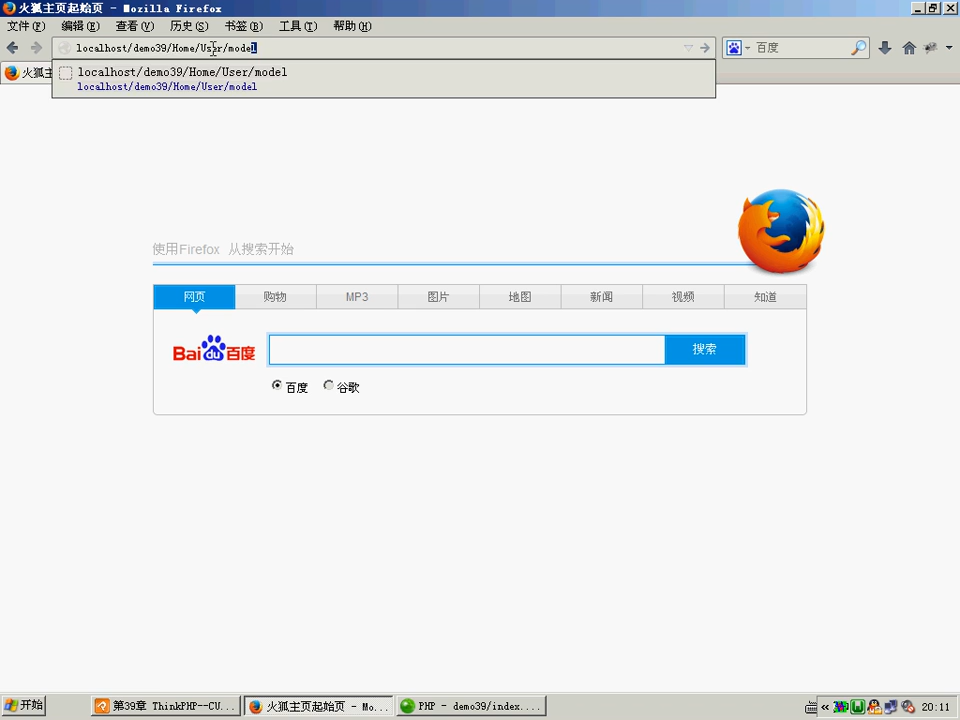 火狐主页起始页 - Mozilla Firefox
文件(F) 编辑(E) 查看(V) 历史(S) 书签(B) 工具(T) 帮助(H)
localhost/demo39/Home/User/model 百度
火狐主
localhost/demo39/Home/User/model
localhost/demo39/Home/User/model
使用Firefox 从搜索开始
网页 购物 MP3 图片 地图 新闻 视频 知道
Bai du 百度 搜索
百度 谷歌
开始 第39章 ThinkPHP--CU... 火狐主页起始页 - Mo... PHP - demo39/index.... 20:11